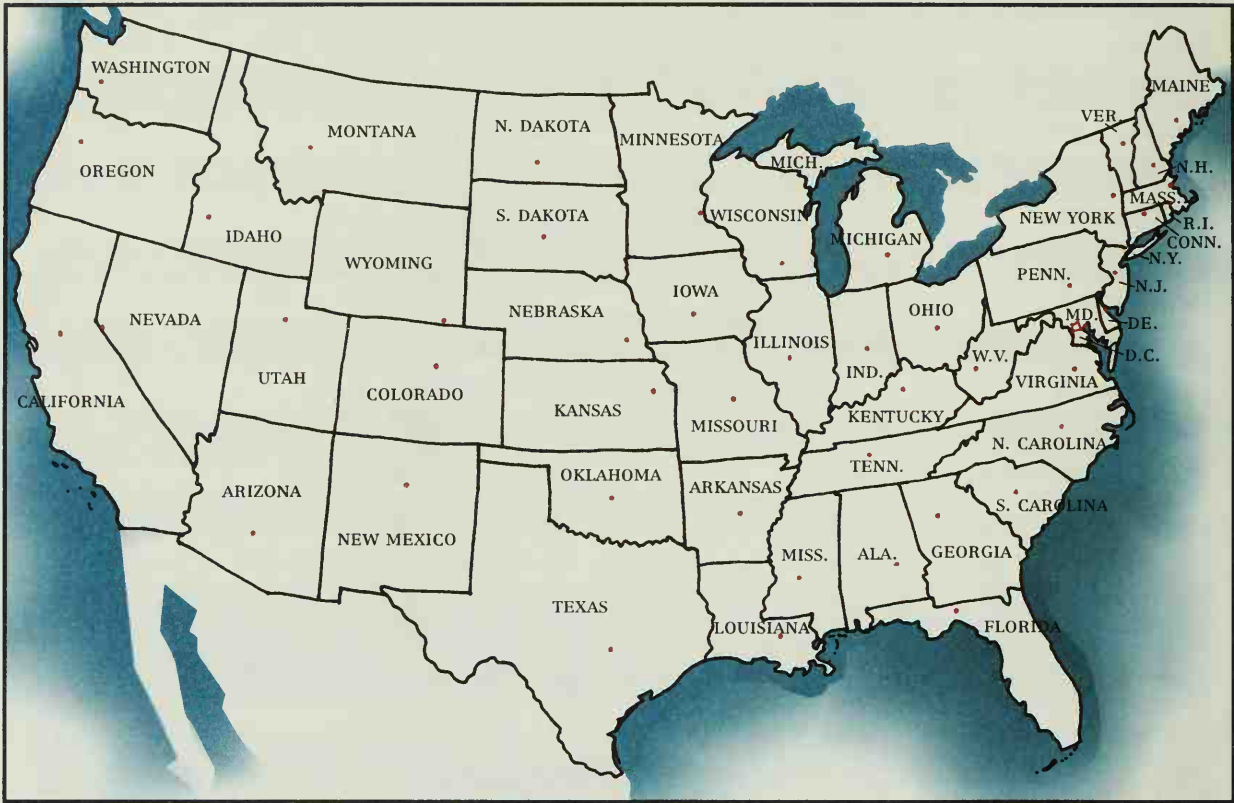 WASHINGTON
MAINE
VER.
MONTANA
N. DAKOTA
MINNESOTA
MICH.
OREGON
N.H.
MASS.
S. DAKOTA
WISCONSIN
NEW YORK
R.I.
IDAHO
MICHIGAN
CONN.
N.Y.
WYOMING
PENN.
N.J.
IOWA
OHIO
NEVADA
NEBRASKA
MD.
DE.
ILLINOIS
D.C.
W.V.
IND.
UTAH
VIRGINIA
COLORADO
CALIFORNIA
KANSAS
KENTUCKY
MISSOURI
N. CAROLINA
TENN.
OKLAHOMA
ARKANSAS
ARIZONA
S. CAROLINA
NEW MEXICO
MISS.
ALA.
GEORGIA
TEXAS
LOUISIANA
FLORIDA